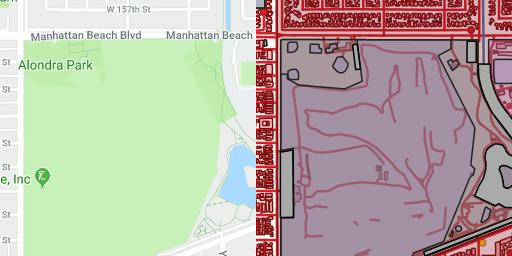 W 157th St
Manhattan Beach Blvd
Manhattan Beach
Alondra Park
St
St
e, Inc
St
St
St
Y